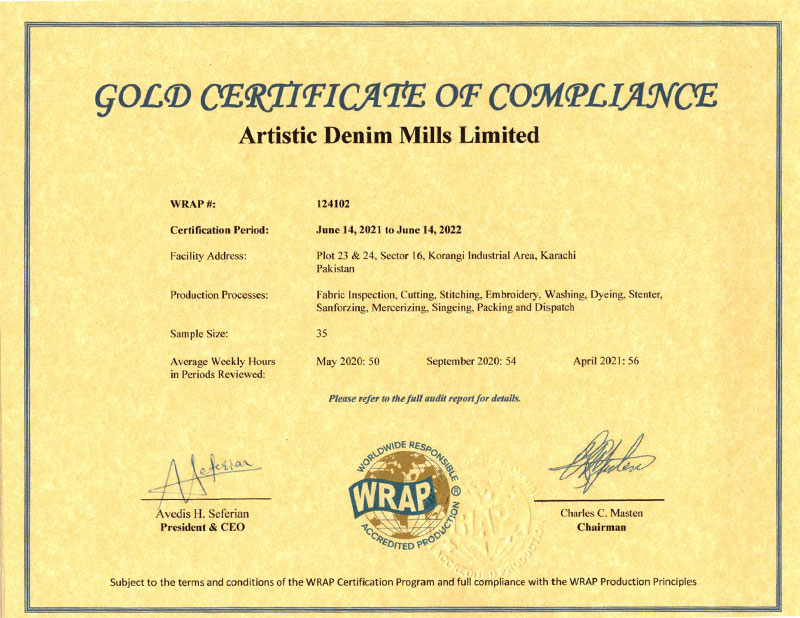 GOLD CERTIFICATE OF COMPLIANCE
Artistic Denim Mills Limited
WRAP #: 124102
Certification Period: June 14, 2021 to June 14, 2022
Facility Address: Plot 23 & 24, Sector 16, Korangi Industrial Area, Karachi
Pakistan
Production Processes: Fabric Inspection, Cutting, Stitching, Embroidery, Washing, Dyeing, Stenter,
Sanforzing, Mercerizing, Singeing, Packing and Dispatch
Sample Size: 35
Average Weekly Hours May 2020: 50 September 2020: 54 April 2021: 56
in Periods Reviewed:
Please refer to the full audit report for details.
WORLDWIDE RESPONSIBLE
WRAP ®
ACCREDITED PRODUCTION
WRAP
ACCREDITED PRODUCTION
Avedis H. Seferian
President & CEO
Charles C. Masten
Chairman
Subject to the terms and conditions of the WRAP Certification Program and full compliance with the WRAP Production Principles